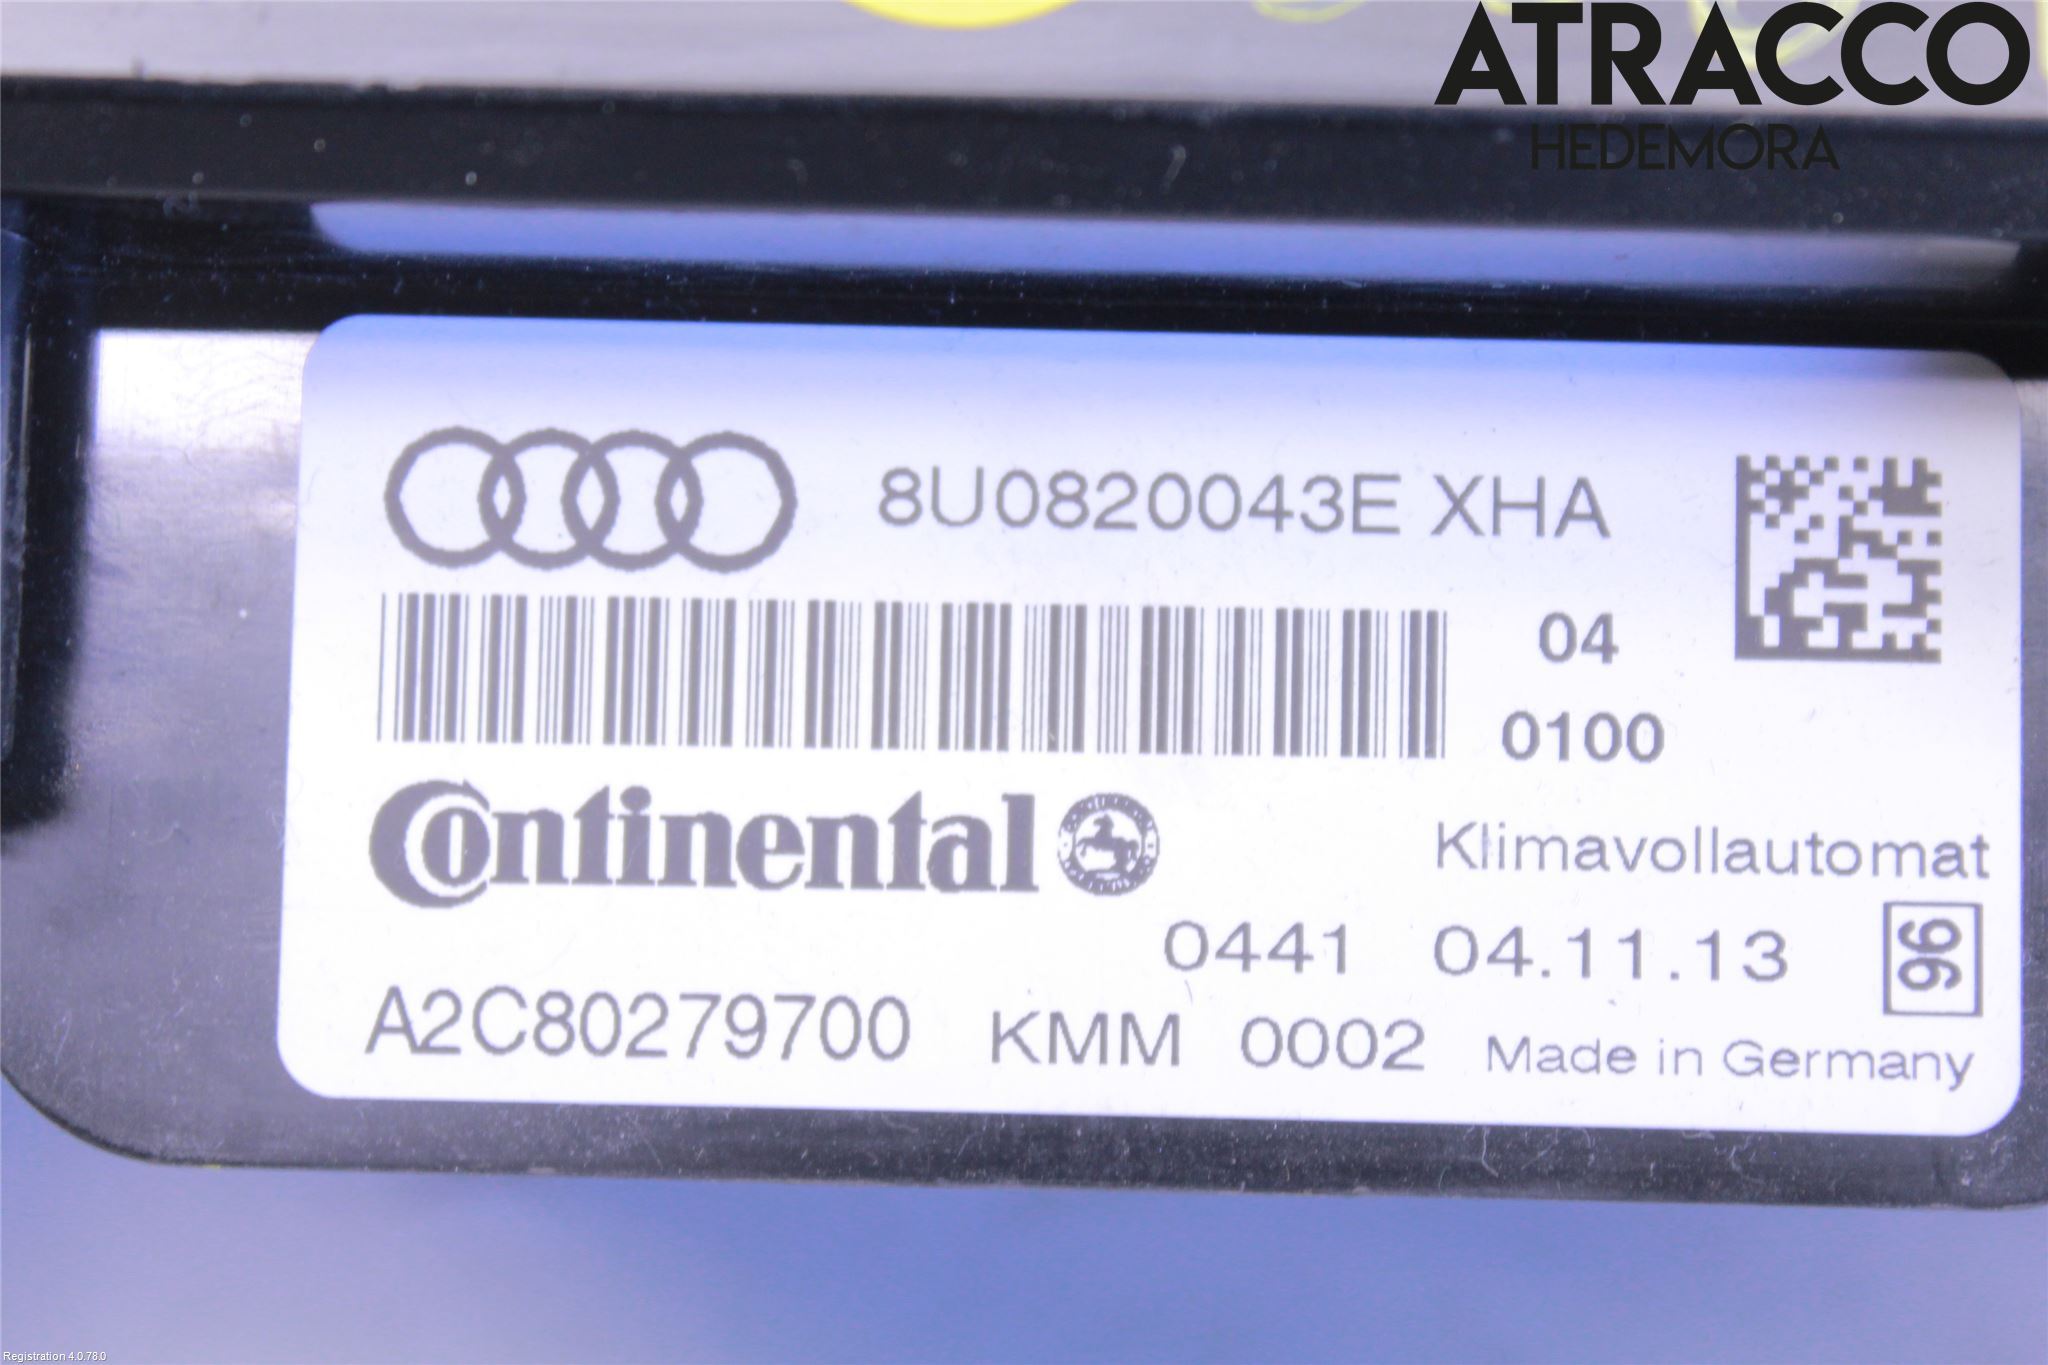 ATRACCO
HEDEMORA
8U0820043E XHA
04
0100
Continental
Klimavollautomat
0441 04.11.13
96
A2C80279700 KMM 0002 Made in Germany
Registration 4.0.78.0